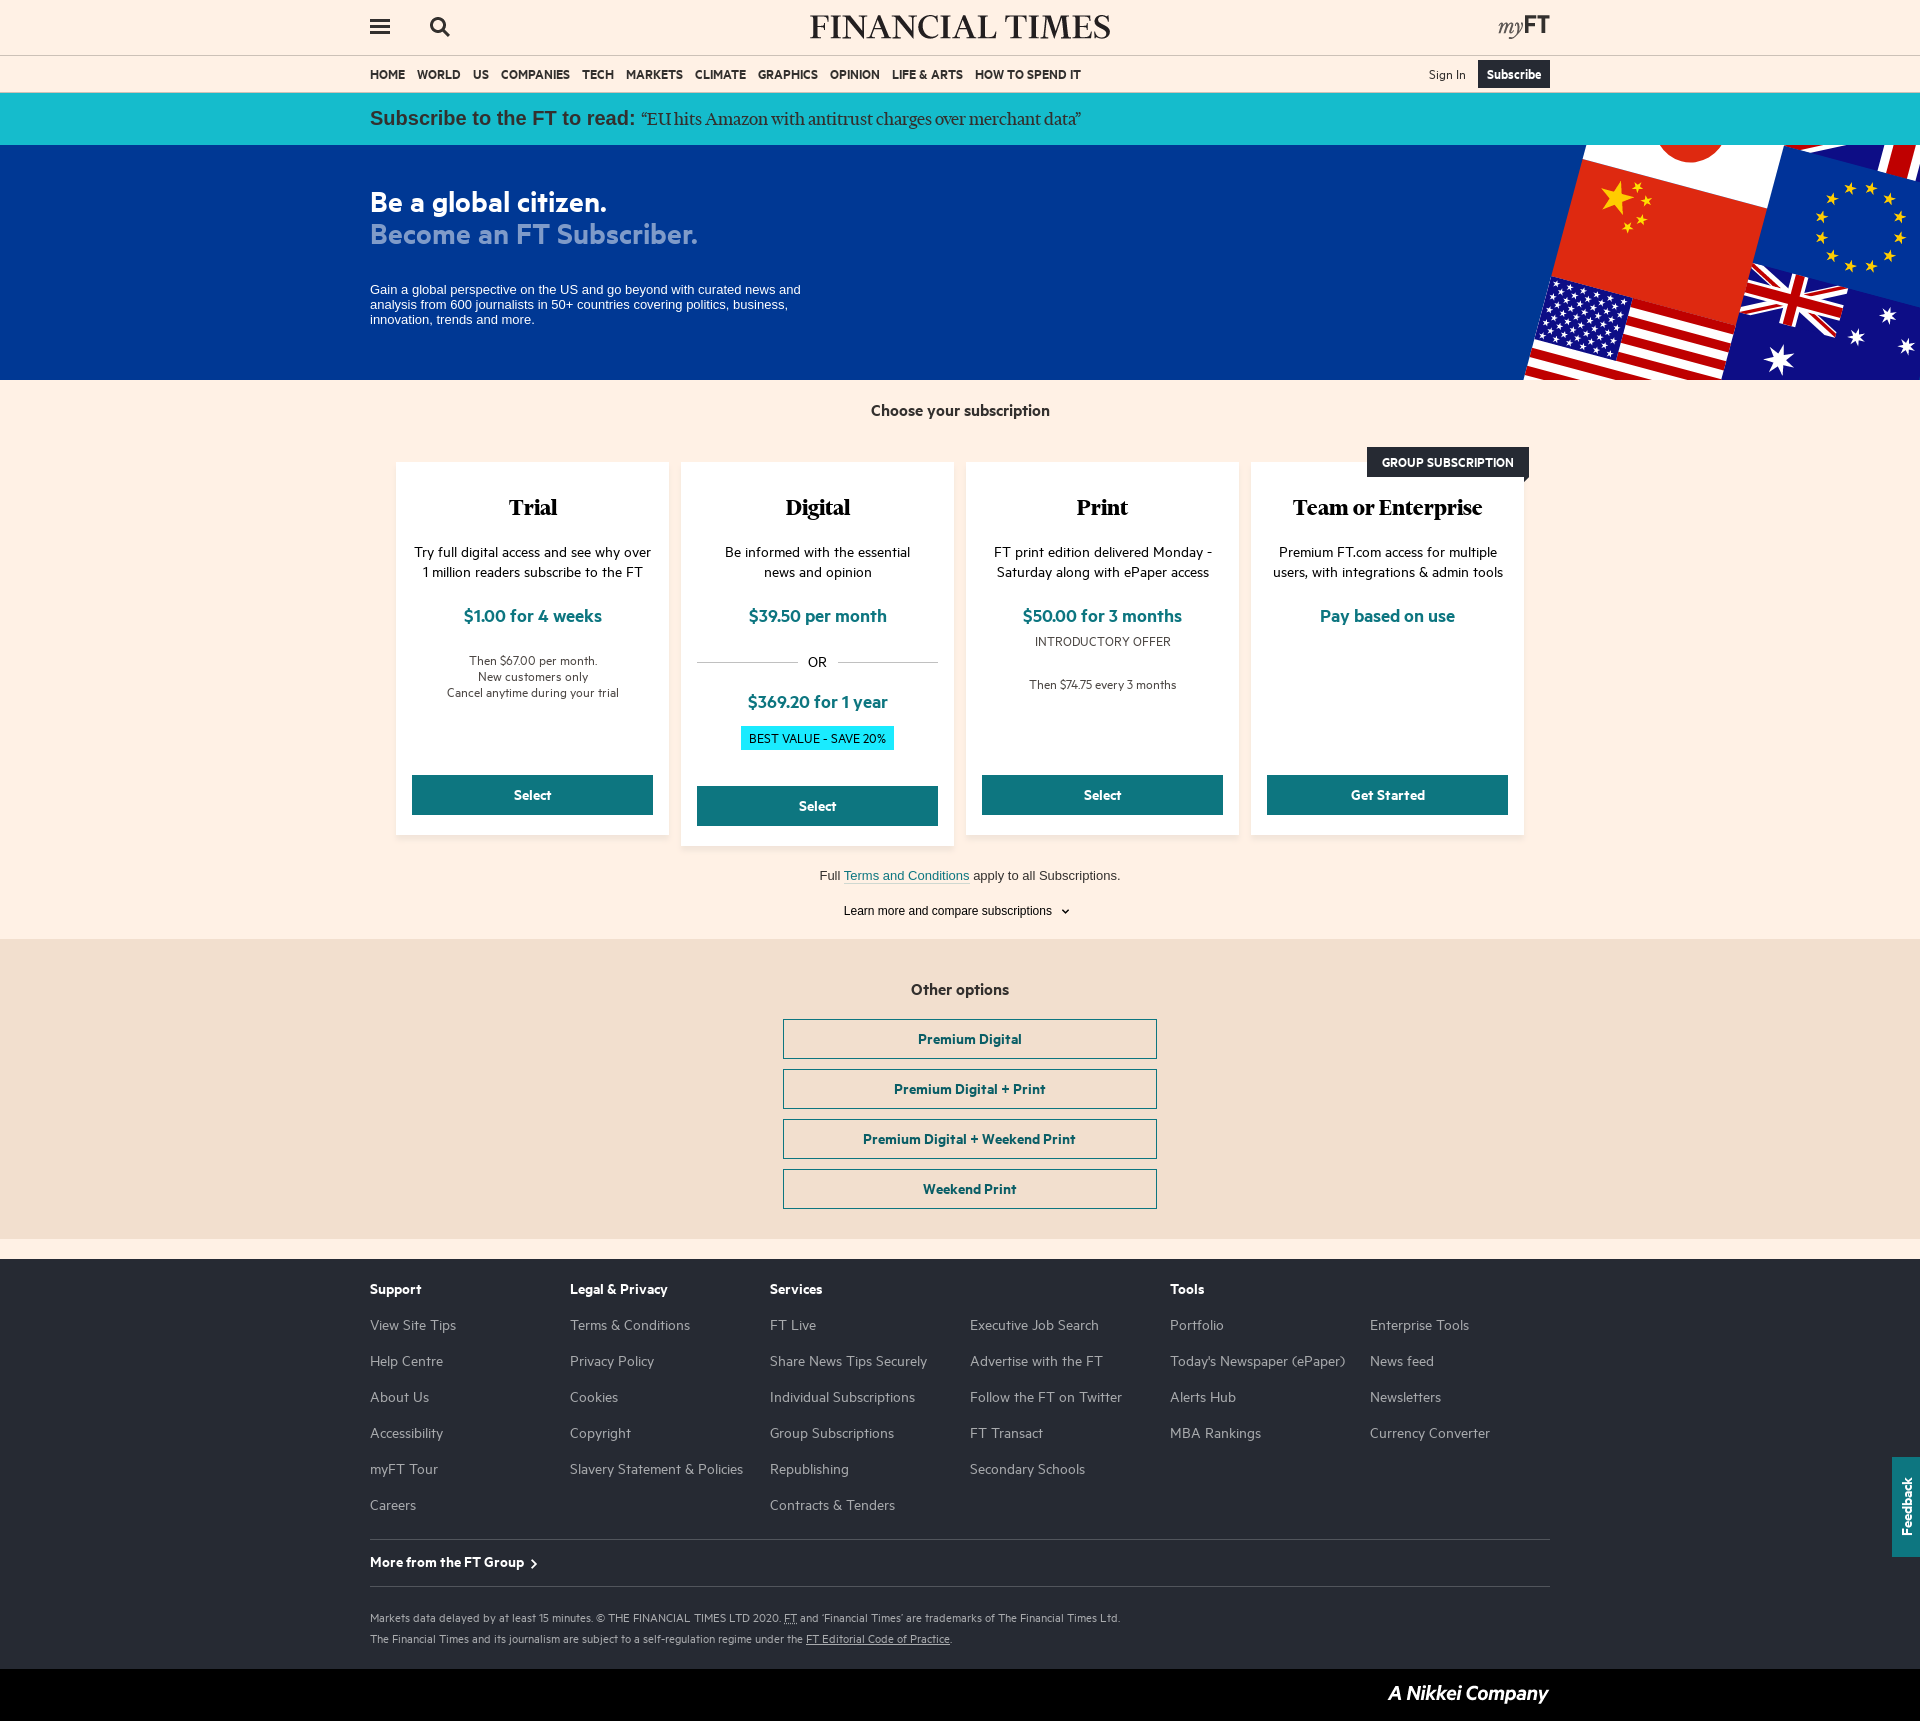 FINANCIAL TIMES
myFT
HOME WORLD US COMPANIES TECH MARKETS CLIMATE GRAPHICS OPINION LIFE & ARTS HOW TO SPEND IT
Sign In Subscribe
Subscribe to the FT to read: “EU hits Amazon with antitrust charges over merchant data”
Be a global citizen.
Become an FT Subscriber.
Gain a global perspective on the US and go beyond with curated news and
analysis from 600 journalists in 50+ countries covering politics, business,
innovation, trends and more.
Choose your subscription
Trial
Try full digital access and see why over
1 million readers subscribe to the FT
$1.00 for 4 weeks
Then $67.00 per month.
New customers only
Cancel anytime during your trial
Select
Digital
Be informed with the essential
news and opinion
$39.50 per month
OR
$369.20 for 1 year
BEST VALUE - SAVE 20%
Select
Print
FT print edition delivered Monday -
Saturday along with ePaper access
$50.00 for 3 months
INTRODUCTORY OFFER
Then $74.75 every 3 months
Select
GROUP SUBSCRIPTION
Team or Enterprise
Premium FT.com access for multiple
users, with integrations & admin tools
Pay based on use
Get Started
Full Terms and Conditions apply to all Subscriptions.
Learn more and compare subscriptions
Other options
Premium Digital
Premium Digital + Print
Premium Digital + Weekend Print
Weekend Print
Support
View Site Tips
Help Centre
About Us
Accessibility
myFT Tour
Careers
Legal & Privacy
Terms & Conditions
Privacy Policy
Cookies
Copyright
Slavery Statement & Policies
Services
FT Live
Share News Tips Securely
Individual Subscriptions
Group Subscriptions
Republishing
Contracts & Tenders
Executive Job Search
Advertise with the FT
Follow the FT on Twitter
FT Transact
Secondary Schools
Tools
Portfolio
Today's Newspaper (ePaper)
Alerts Hub
MBA Rankings
Enterprise Tools
News feed
Newsletters
Currency Converter
Feedback
More from the FT Group
Markets data delayed by at least 15 minutes. © THE FINANCIAL TIMES LTD 2020. FT and 'Financial Times' are trademarks of The Financial Times Ltd.
The Financial Times and its journalism are subject to a self-regulation regime under the FT Editorial Code of Practice.
A Nikkei Company